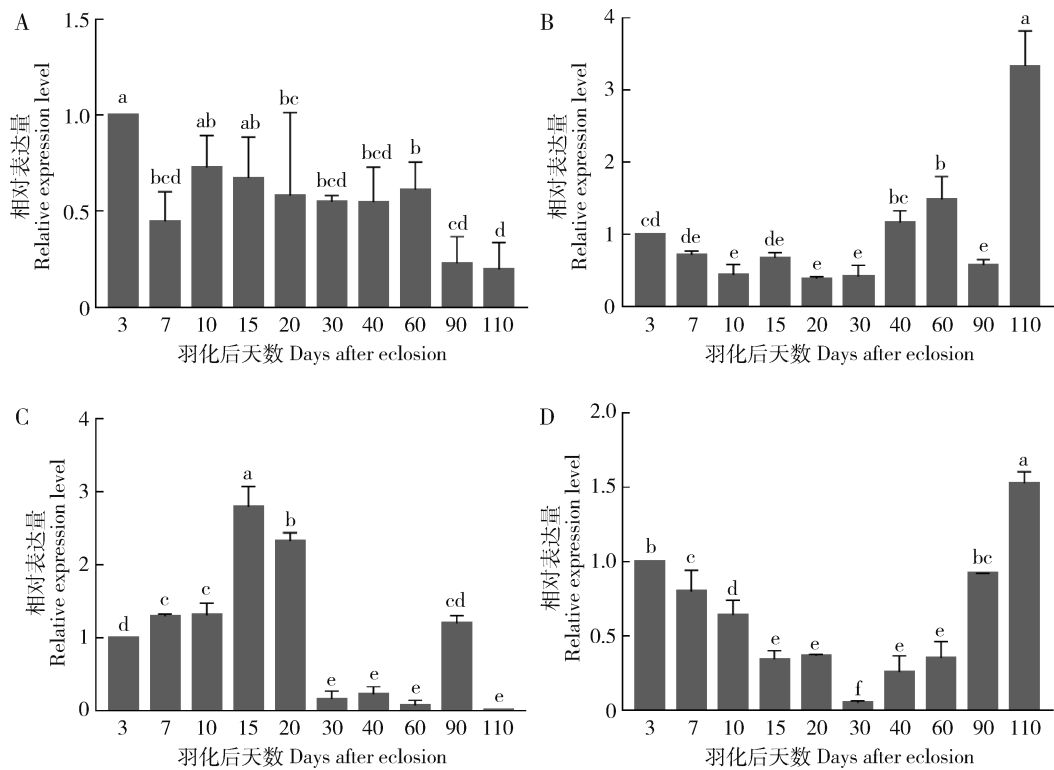 A
相对表达量
Relative expression level
1.5
1.0
0.5
0
a
bcd
ab
ab
bc
bcd
bcd
b
cd
d
3 7 10 15 20 30 40 60 90 110
羽化后天数 Days after eclosion
B
相对表达量
Relative expression level
4
3
2
1
0
cd
de
e
de
e
e
bc
b
e
a
3 7 10 15 20 30 40 60 90 110
羽化后天数 Days after eclosion
C
相对表达量
Relative expression level
4
3
2
1
0
d
c
c
a
b
e
e
e
cd
e
3 7 10 15 20 30 40 60 90 110
羽化后天数 Days after eclosion
D
相对表达量
Relative expression level
2.0
1.5
1.0
0.5
0
b
c
d
e
e
f
e
e
bc
a
3 7 10 15 20 30 40 60 90 110
羽化后天数 Days after eclosion